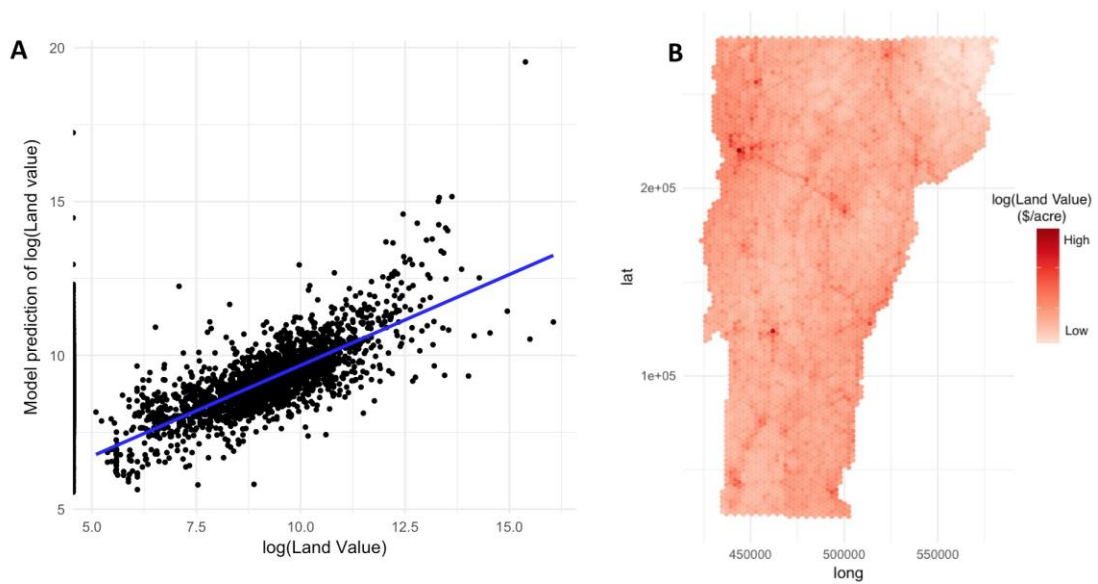 A
20
15
10
5
Model prediction of log(Land value)
5.0
7.5
10.0
12.5
15.0
log(Land Value)
B
2e+05
1e+05
lat
450000
500000
550000
long
log(Land Value)
($/acre)
High
Low